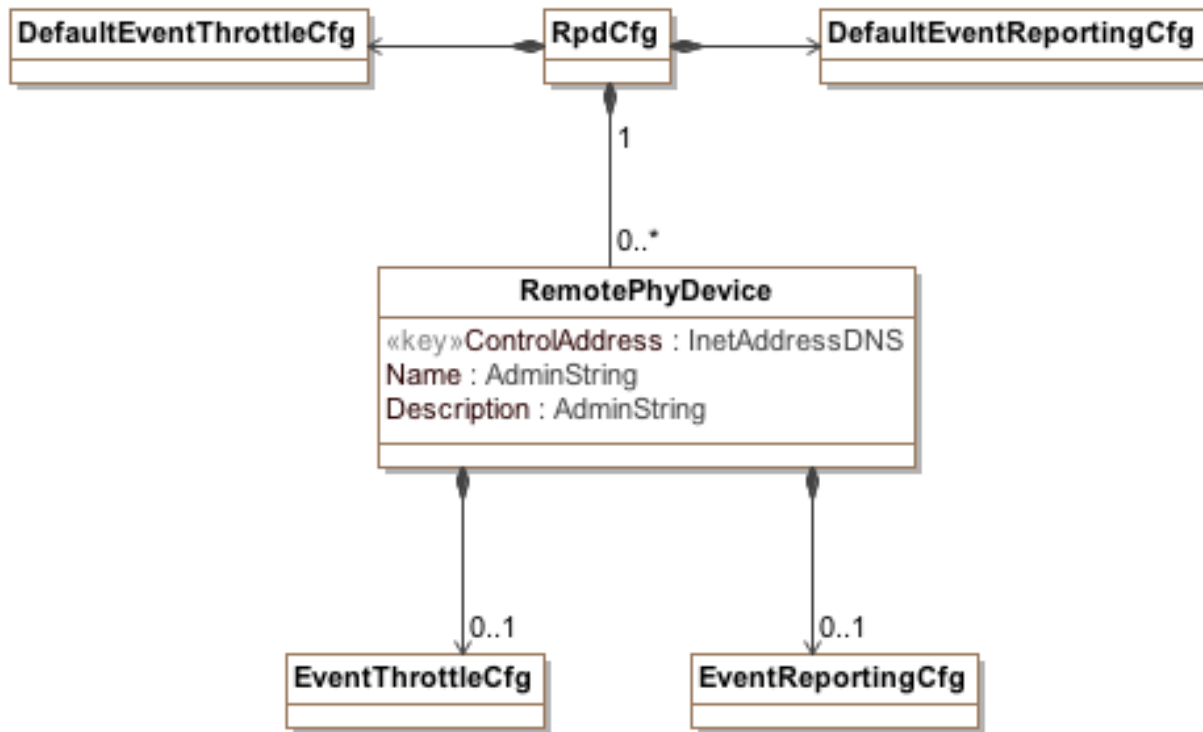 DefaultEventThrottleCfg
RpdCfg
DefaultEventReportingCfg
1
0..*
RemotePhyDevice
«key»ControlAddress : InetAddressDNS
Name : AdminString
Description : AdminString
0..1
0..1
EventThrottleCfg
EventReportingCfg